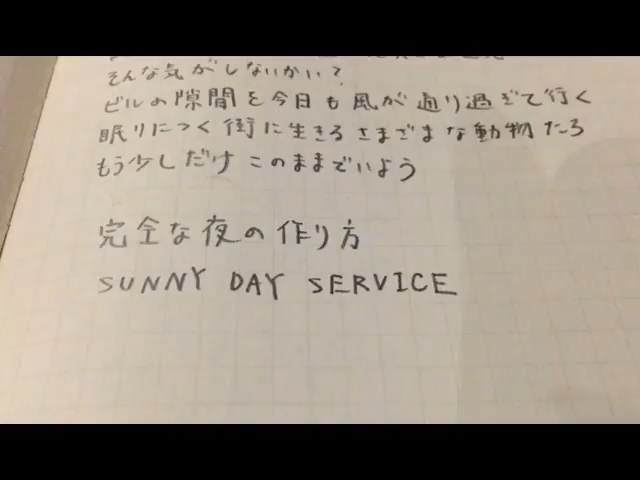 そんな気がしないかい?
ビルの隙間を今日も風が通り過ぎて行く
眠りにつく街に生きるさまざまな動物たち
もう少しだけこのままでいよう
完全な夜の作り方
SUNNY DAY SERVICE